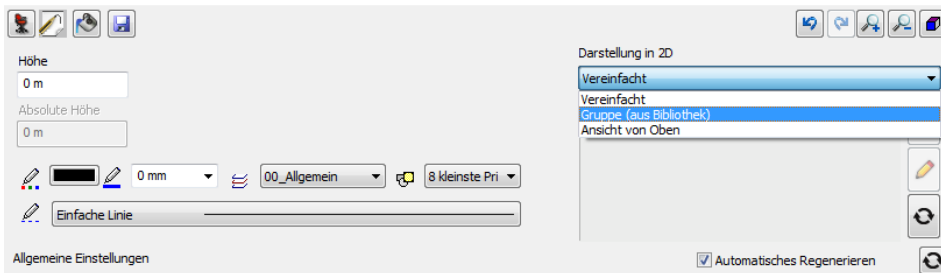 Höhe
0 m
Absolute Höhe
0 m
0 mm
00_Allgemein
8 kleinste Pri
Einfache Linie
Allgemeine Einstellungen
Darstellung in 2D
Vereinfacht
Vereinfacht
Gruppe (aus Bibliothek)
Ansicht von Oben
Automatisches Regenerieren